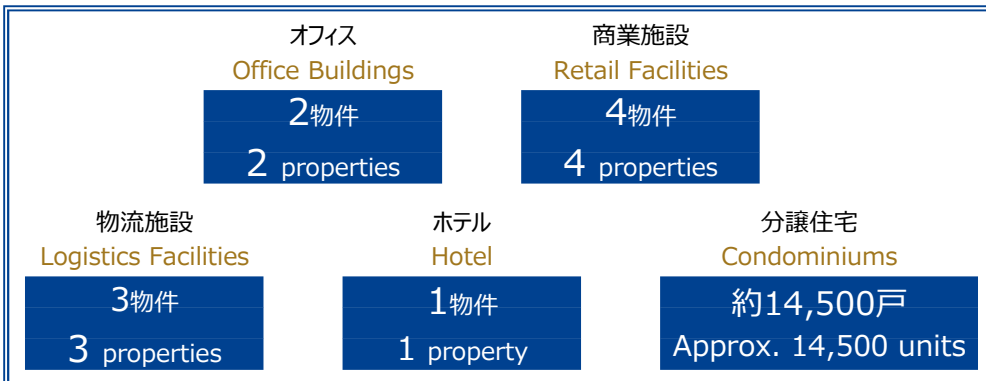 オフィス
Office Buildings
2物件
2 properties
商業施設
Retail Facilities
4物件
4 properties
物流施設
Logistics Facilities
3物件
3 properties
ホテル
Hotel
1物件
1 property
分譲住宅
Condominiums
約14,500戸
Approx. 14,500 units